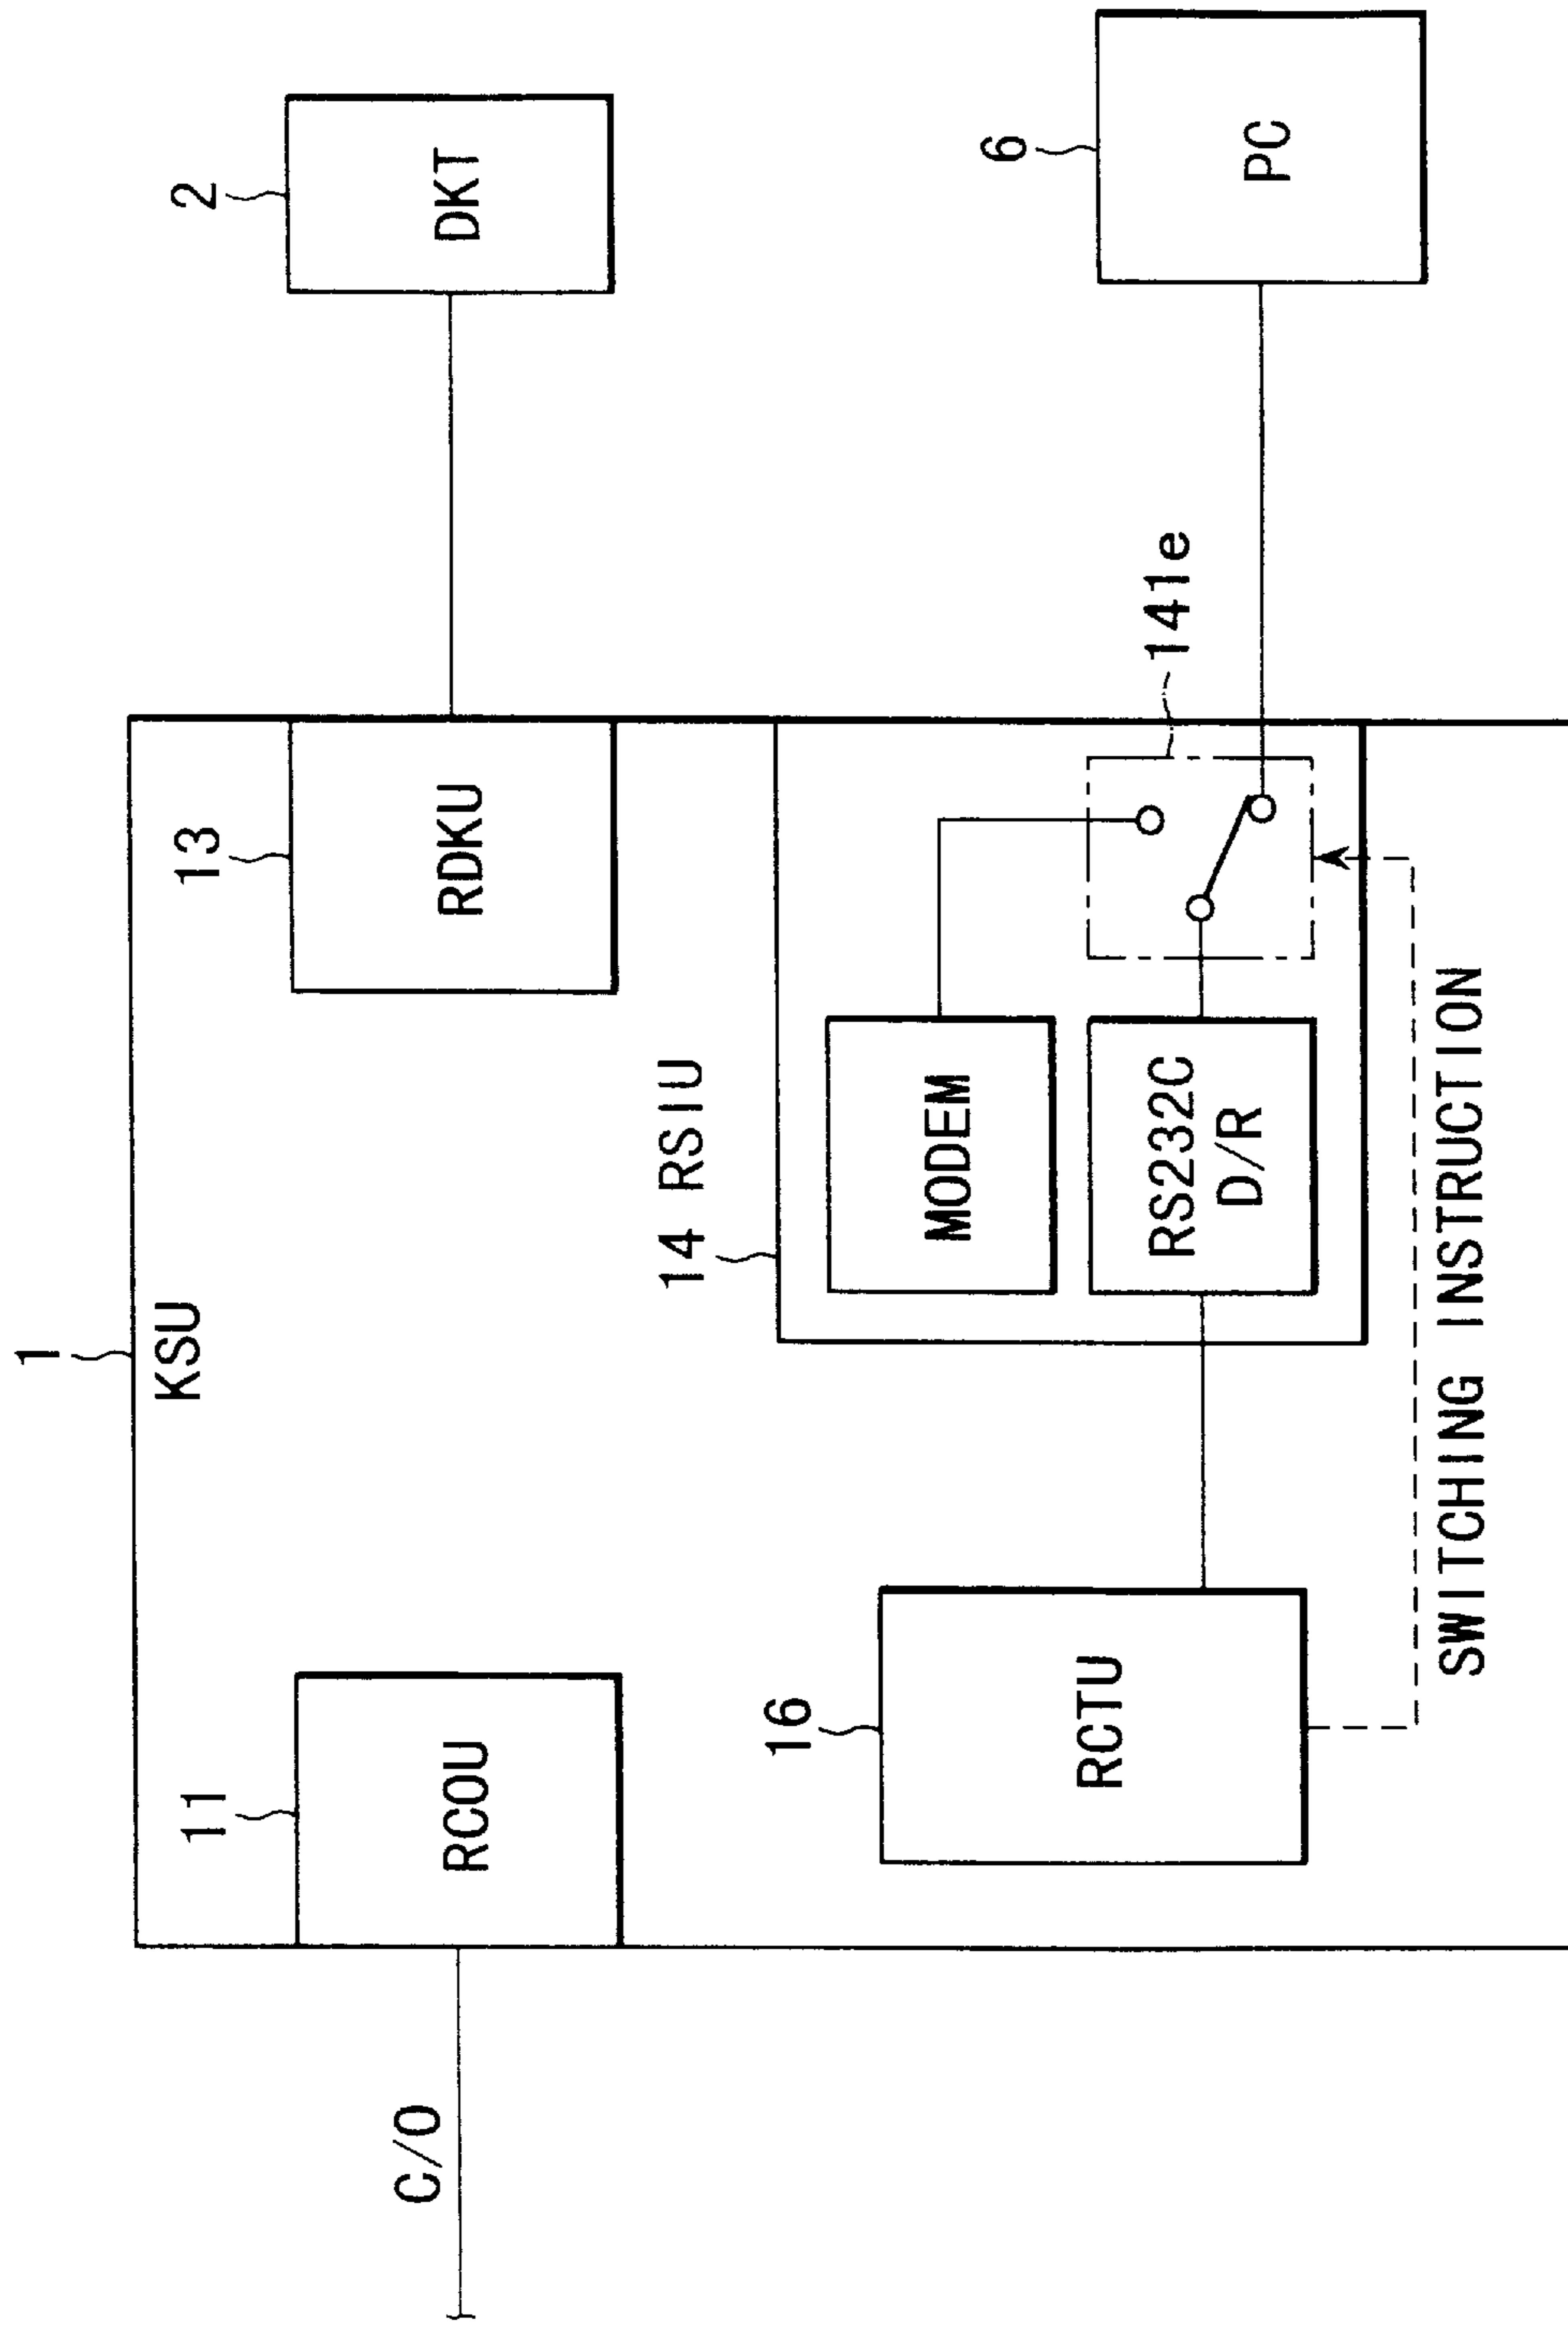 1
KSU
C/O
11
RCOU
13
RDKU
2
DKT
14 RSIU
16
RCTU
MODEM
RS232C
D/R
141e
6
PC
SWITCHING INSTRUCTION